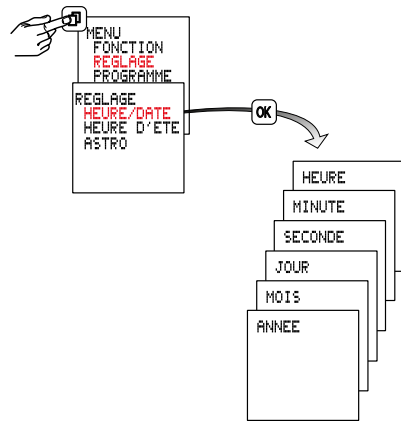 MENU
FONCTION
REGLAGE
PROGRAMME
REGLAGE
HEURE/DATE
HEURE D'ETE
ASTRO
OK
HEURE
MINUTE
SECONDE
JOUR
MOIS
ANNEE